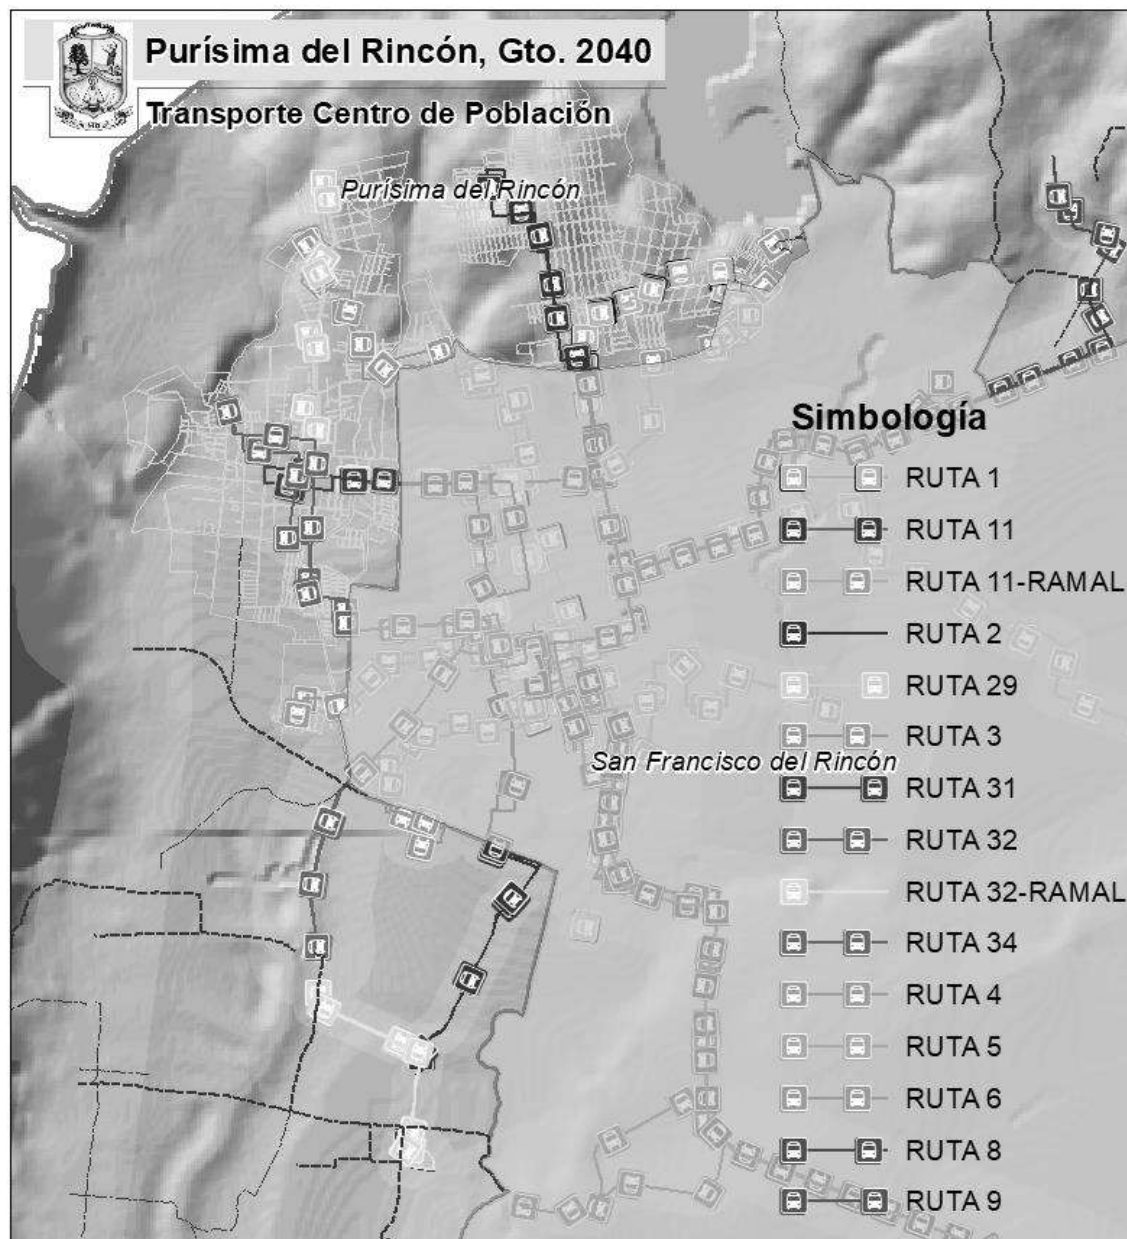 Purísima del Rincón, Gto. 2040
Transporte Centro de Población
Purísima del Rincón
Simbología
RUTA 1
RUTA 11
RUTA 11-RAMAL
RUTA 2
RUTA 29
RUTA 3
San Francisco del Rincón
RUTA 31
RUTA 32
RUTA 32-RAMAL
RUTA 34
RUTA 4
RUTA 5
RUTA 6
RUTA 8
RUTA 9